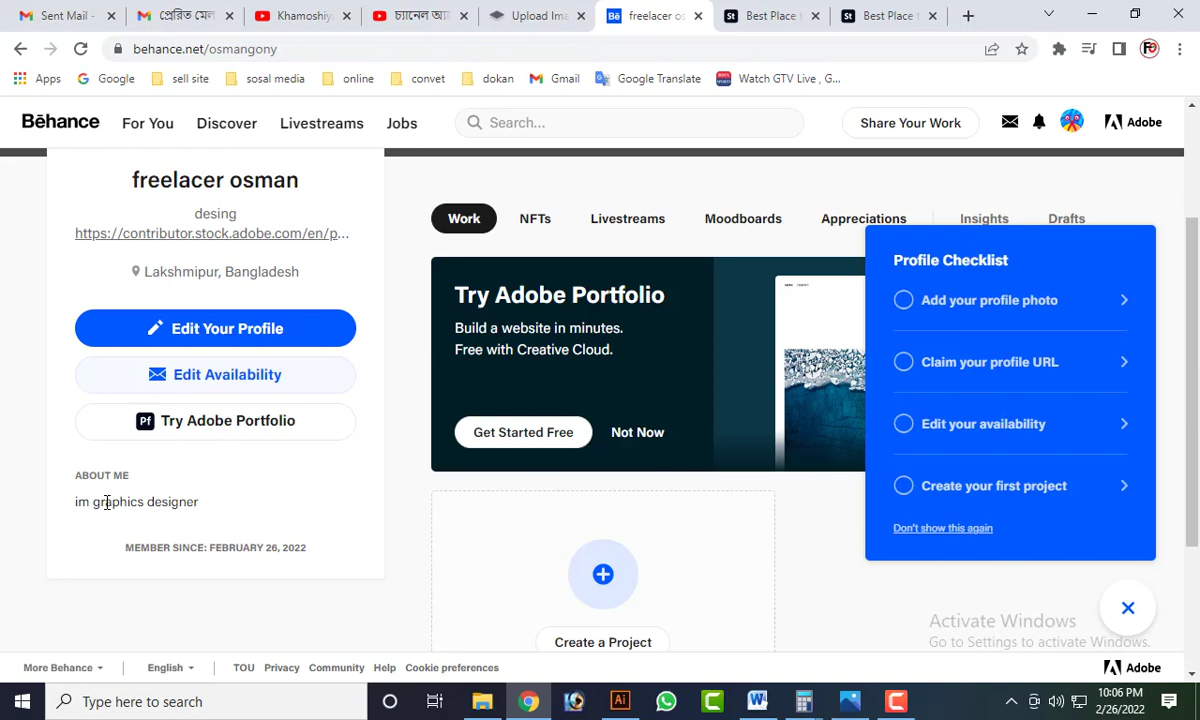 Sent Mail -
প্রেরিত মেল
Khamoshiy
চ্যানেল অ্যা
Upload Ima
freelacer os
Best Place t
Best Place t
behance.net/osmangony
Apps
Google
sell site
sosal media
online
convet
dokan
Gmail
Google Translate
Watch GTV Live , G...
Bēhance
For You
Discover
Livestreams
Jobs
Search...
Share Your Work
Adobe
freelacer osman
desing
https://contributor.stock.adobe.com/en/p...
Lakshmipur, Bangladesh
Edit Your Profile
Edit Availability
Pf Try Adobe Portfolio
ABOUT ME
im graphics designer
MEMBER SINCE: FEBRUARY 26, 2022
Work
NFTs
Livestreams
Moodboards
Appreciations
Insights
Drafts
Try Adobe Portfolio
Build a website in minutes.
Free with Creative Cloud.
Get Started Free
Not Now
Create a Project
Profile Checklist
Add your profile photo
Claim your profile URL
Edit your availability
Create your first project
Don't show this again
Activate Windows
Go to Settings to activate Windows.
More Behance
English
TOU
Privacy
Community
Help
Cookie preferences
Adobe
Type here to search
10:06 PM
2/26/2022